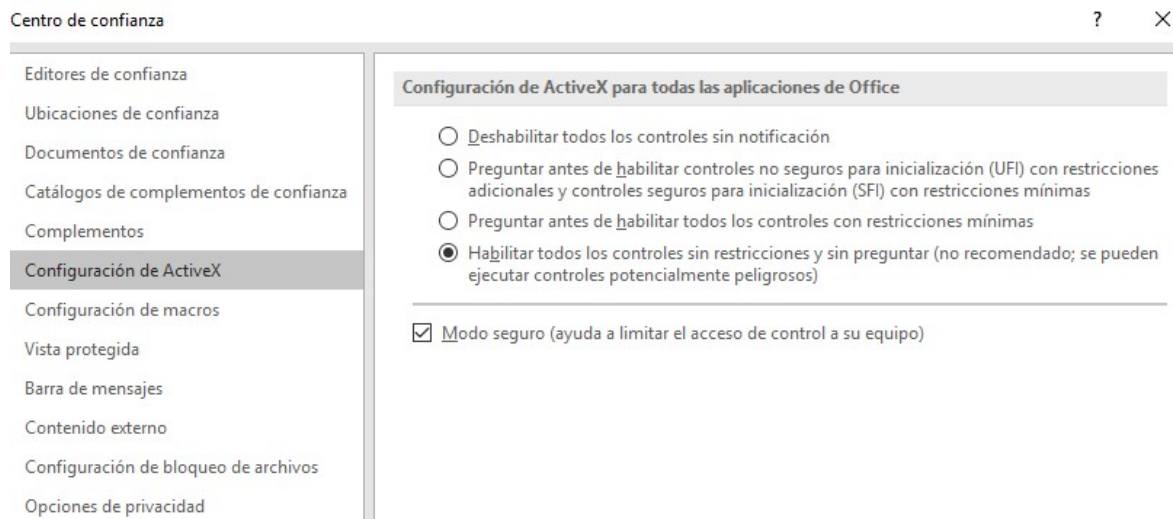 Centro de confianza
?
Editores de confianza
Ubicaciones de confianza
Documentos de confianza
Catálogos de complementos de confianza
Complementos
Configuración de ActiveX
Configuración de macros
Vista protegida
Barra de mensajes
Contenido externo
Configuración de bloqueo de archivos
Opciones de privacidad
Configuración de ActiveX para todas las aplicaciones de Office
Deshabilitar todos los controles sin notificación
Preguntar antes de habilitar controles no seguros para inicialización (UFI) con restricciones
adicionales y controles seguros para inicialización (SFI) con restricciones mínimas
Preguntar antes de habilitar todos los controles con restricciones mínimas
Habilitar todos los controles sin restricciones y sin preguntar (no recomendado; se pueden
ejecutar controles potencialmente peligrosos)
Modo seguro (ayuda a limitar el acceso de control a su equipo)